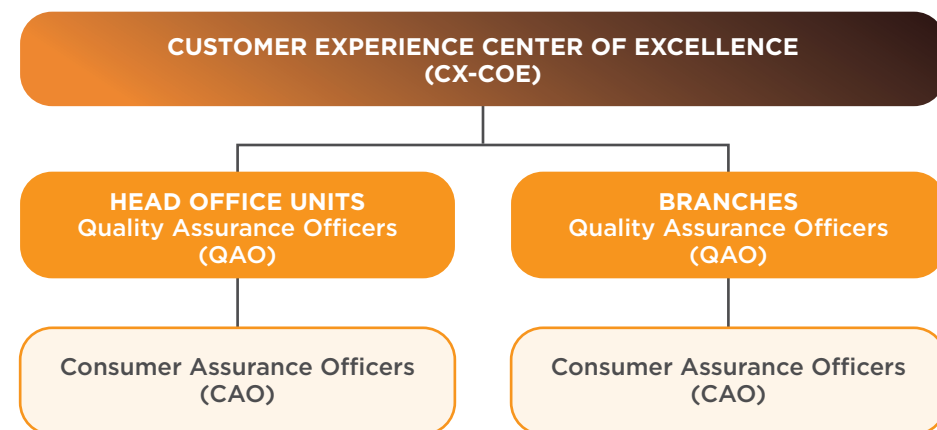 CUSTOMER EXPERIENCE CENTER OF EXCELLENCE
(CX-COE)
HEAD OFFICE UNITS
Quality Assurance Officers
(QAO)
BRANCHES
Quality Assurance Officers
(QAO)
Consumer Assurance Officers
(CAO)
Consumer Assurance Officers
(CAO)